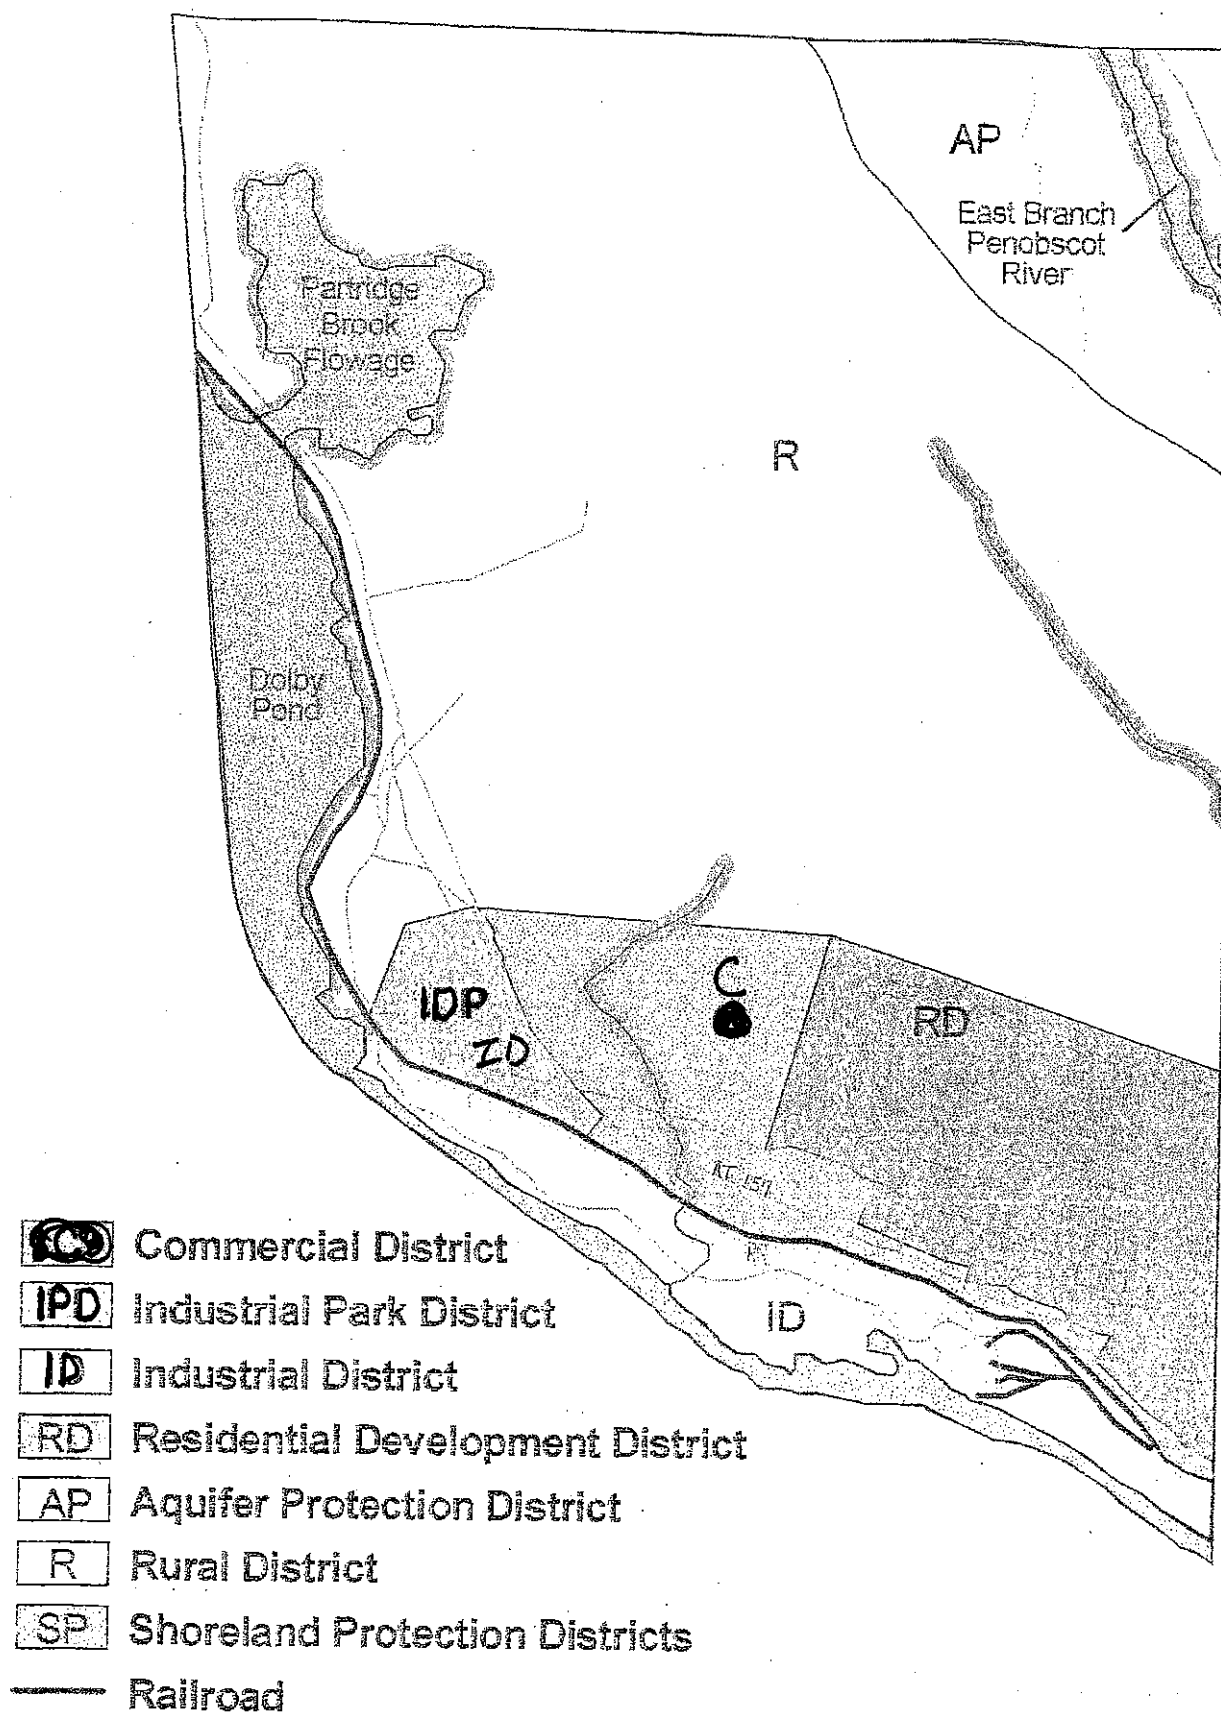 AP
East Branch
Penobscot
River
Partridge
Brook
Flowage
R
Dolby
Pond
C
IDP
ID
RD
RT. 157
ID
C Commercial District
IPD Industrial Park District
ID Industrial District
RD Residential Development District
AP Aquifer Protection District
R Rural District
SP Shoreland Protection Districts
Railroad